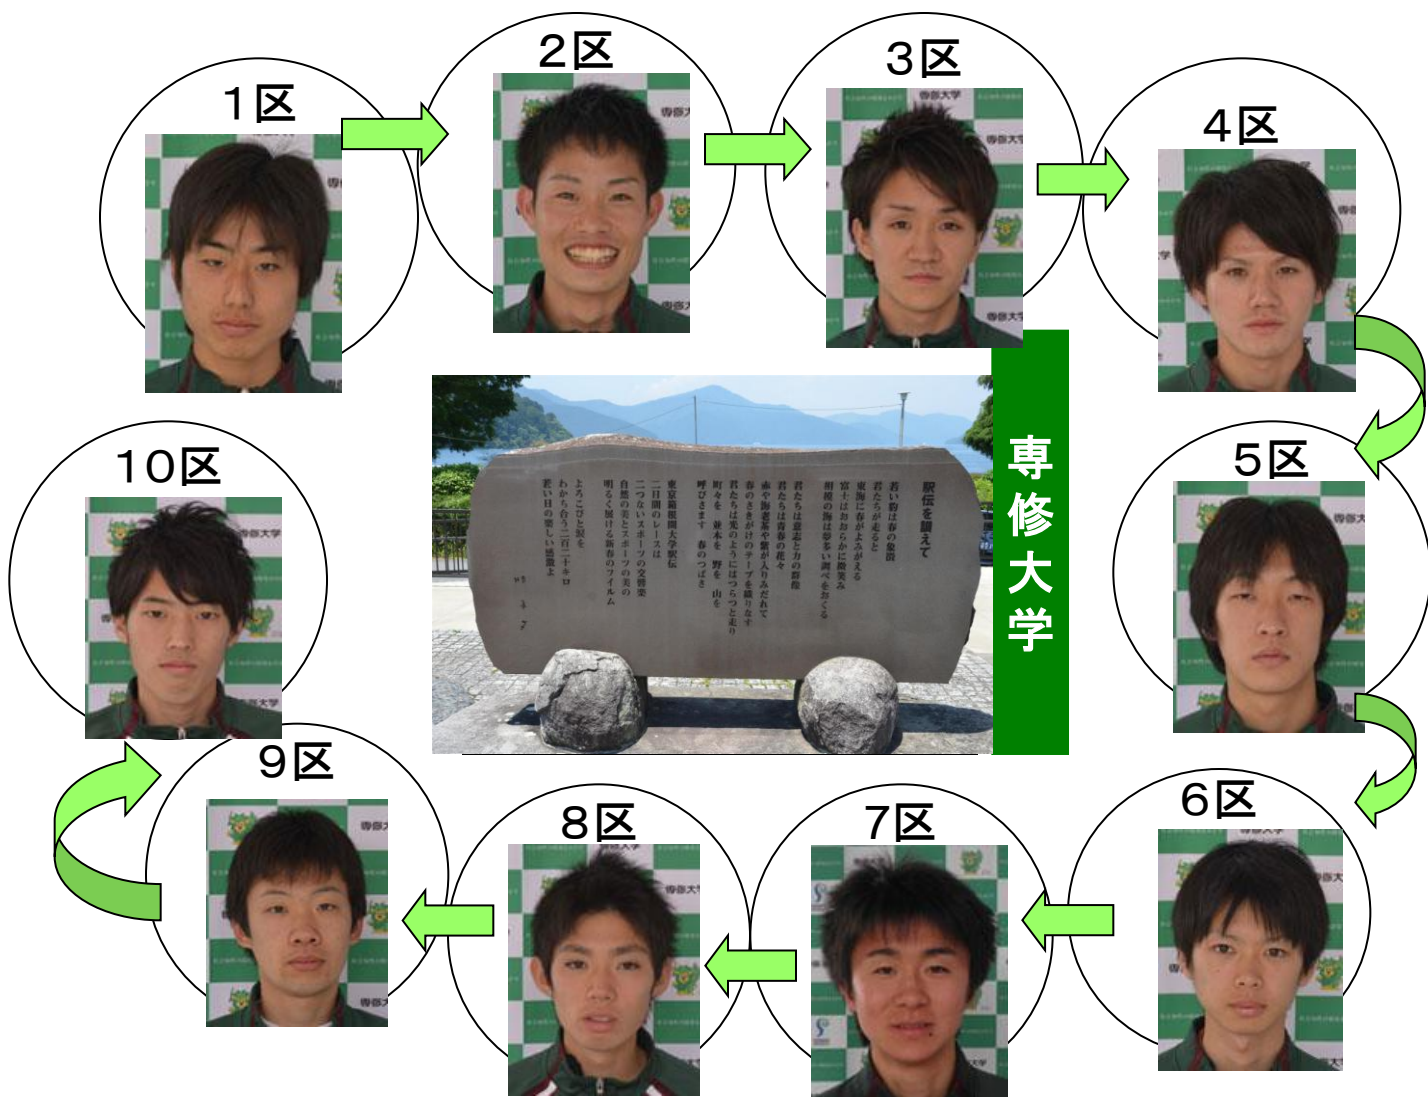 1区
2区
3区
4区
5区
6区
7区
8区
9区
10区
専修大学
駅伝を讃えて
若い駒は春の象徴
君たちが走ると
東海に春がよみがえる
富士はおおらかに微笑み
相模の海は夢多い調べをおくる
君たちは意志と力の群像
君たちは青春の花々
赤や海老茶や紫が入りみだれて
春のさきがけのテープを織りなす
君たちは光のようにはつらつと走り
町々を 並木を 野を 山を
呼びさます 春のつばさ
東京箱根間大学駅伝
二日間のレースは
二つないスポーツの交響楽
自然の美とスポーツの美の
明るく展ける新春のフイルム
よろこびと涙を
わかち合う二百二十キロ
若い日の楽しい感激よ
専修大学